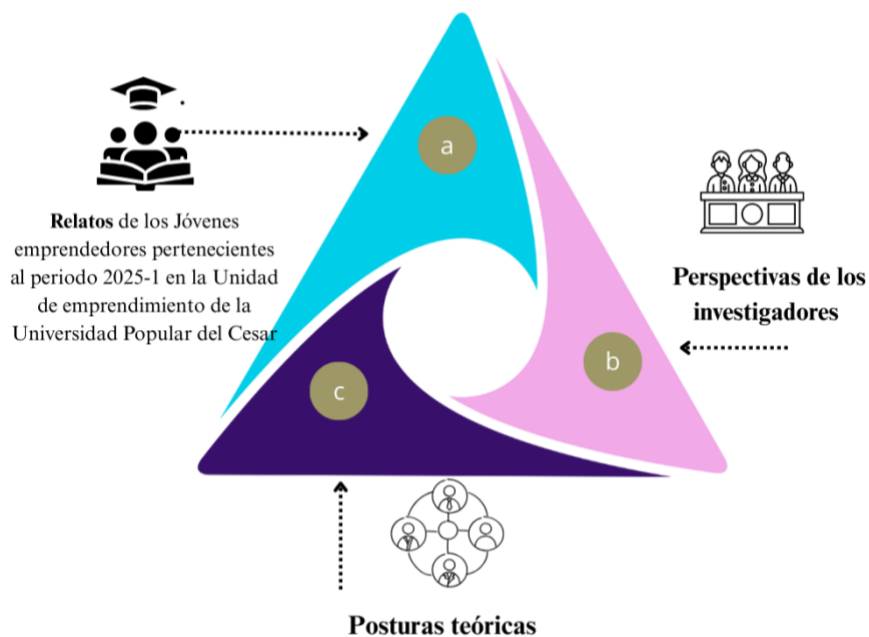 a
Relatos de los Jóvenes
emprendedores pertenecientes
al periodo 2025-1 en la Unidad
de emprendimiento de la
Universidad Popular del Cesar
Perspectivas de los
investigadores
b
c
Posturas teóricas